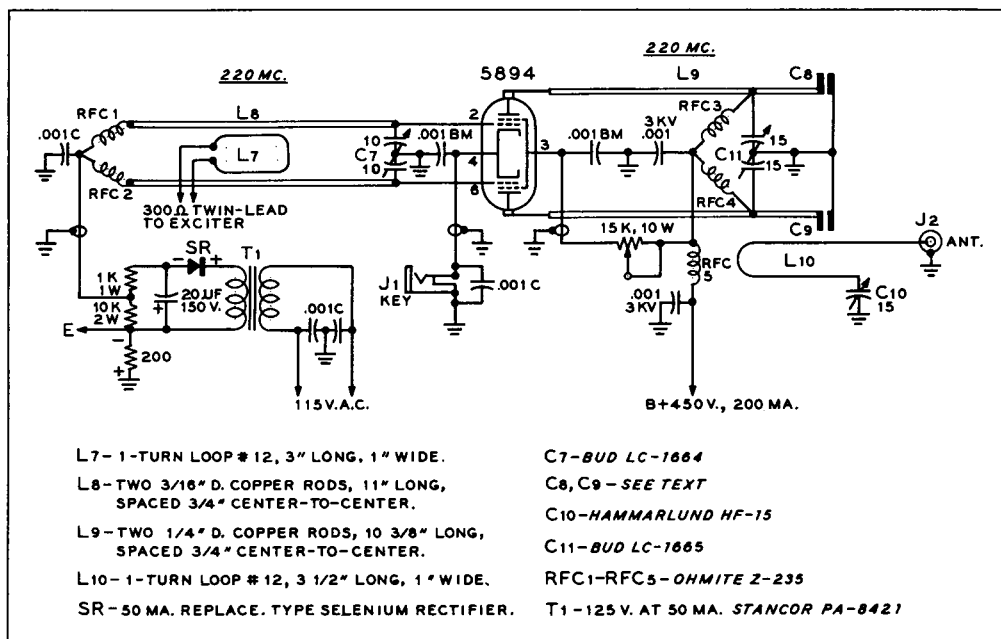 220 MC.
220 MC.
5894
L9
C8
RFC1
L8
RFC3
3KV
.001C
2
10
.001BM
.001BM
.001
15
L7
C7
4
3
C11
10
15
RFC2
6
RFC4
300Ω TWIN-LEAD
TO EXCITER
C9
J2
15K, 10W
ANT.
SR
T1
RFC
5
L10
- +
1K
1W
J1
KEY
.001C
C10
15
20UF
150V.
+
10K
2W
.001C
.001
3KV
E
-
200
+
115V.A.C.
B+450V., 200 MA.
L7-1-TURN LOOP #12, 3" LONG, 1" WIDE.
L8-TWO 3/16" D. COPPER RODS, 11" LONG,
SPACED 3/4" CENTER-TO-CENTER.
L9-TWO 1/4" D. COPPER RODS, 10 3/8" LONG,
SPACED 3/4" CENTER-TO-CENTER.
L10-1-TURN LOOP #12, 3 1/2" LONG, 1" WIDE.
SR-50 MA. REPLACE. TYPE SELENIUM RECTIFIER.
C7-BUD LC-1664
C8, C9-SEE TEXT
C10-HAMMARLUND HF-15
C11-BUD LC-1665
RFC1-RFC5-OHMITE Z-235
T1-125 V. AT 50 MA. STANCOR PA-8421